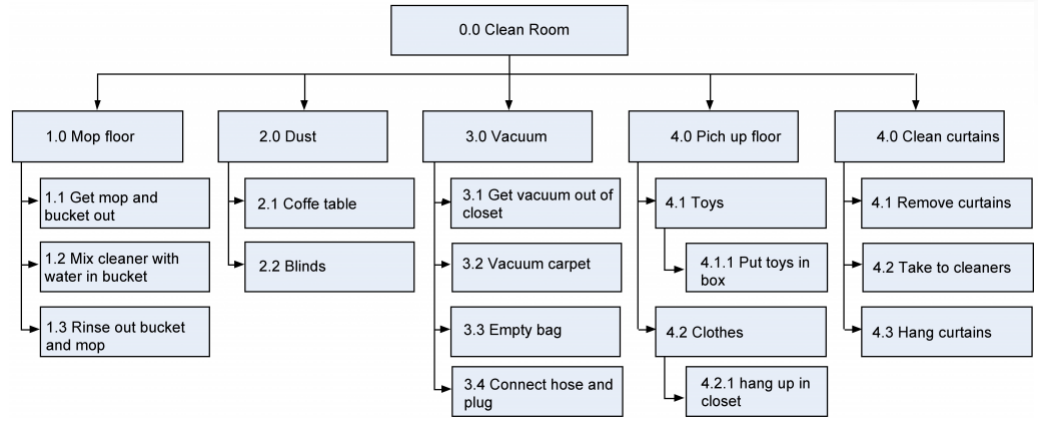 0.0 Clean Room
1.0 Mop floor
1.1 Get mop and
bucket out
1.2 Mix cleaner with
water in bucket
1.3 Rinse out bucket
and mop
2.0 Dust
2.1 Coffe table
2.2 Blinds
3.0 Vacuum
3.1 Get vacuum out of
closet
3.2 Vacuum carpet
3.3 Empty bag
3.4 Connect hose and
plug
4.0 Pich up floor
4.1 Toys
4.1.1 Put toys in
box
4.2 Clothes
4.2.1 hang up in
closet
4.0 Clean curtains
4.1 Remove curtains
4.2 Take to cleaners
4.3 Hang curtains